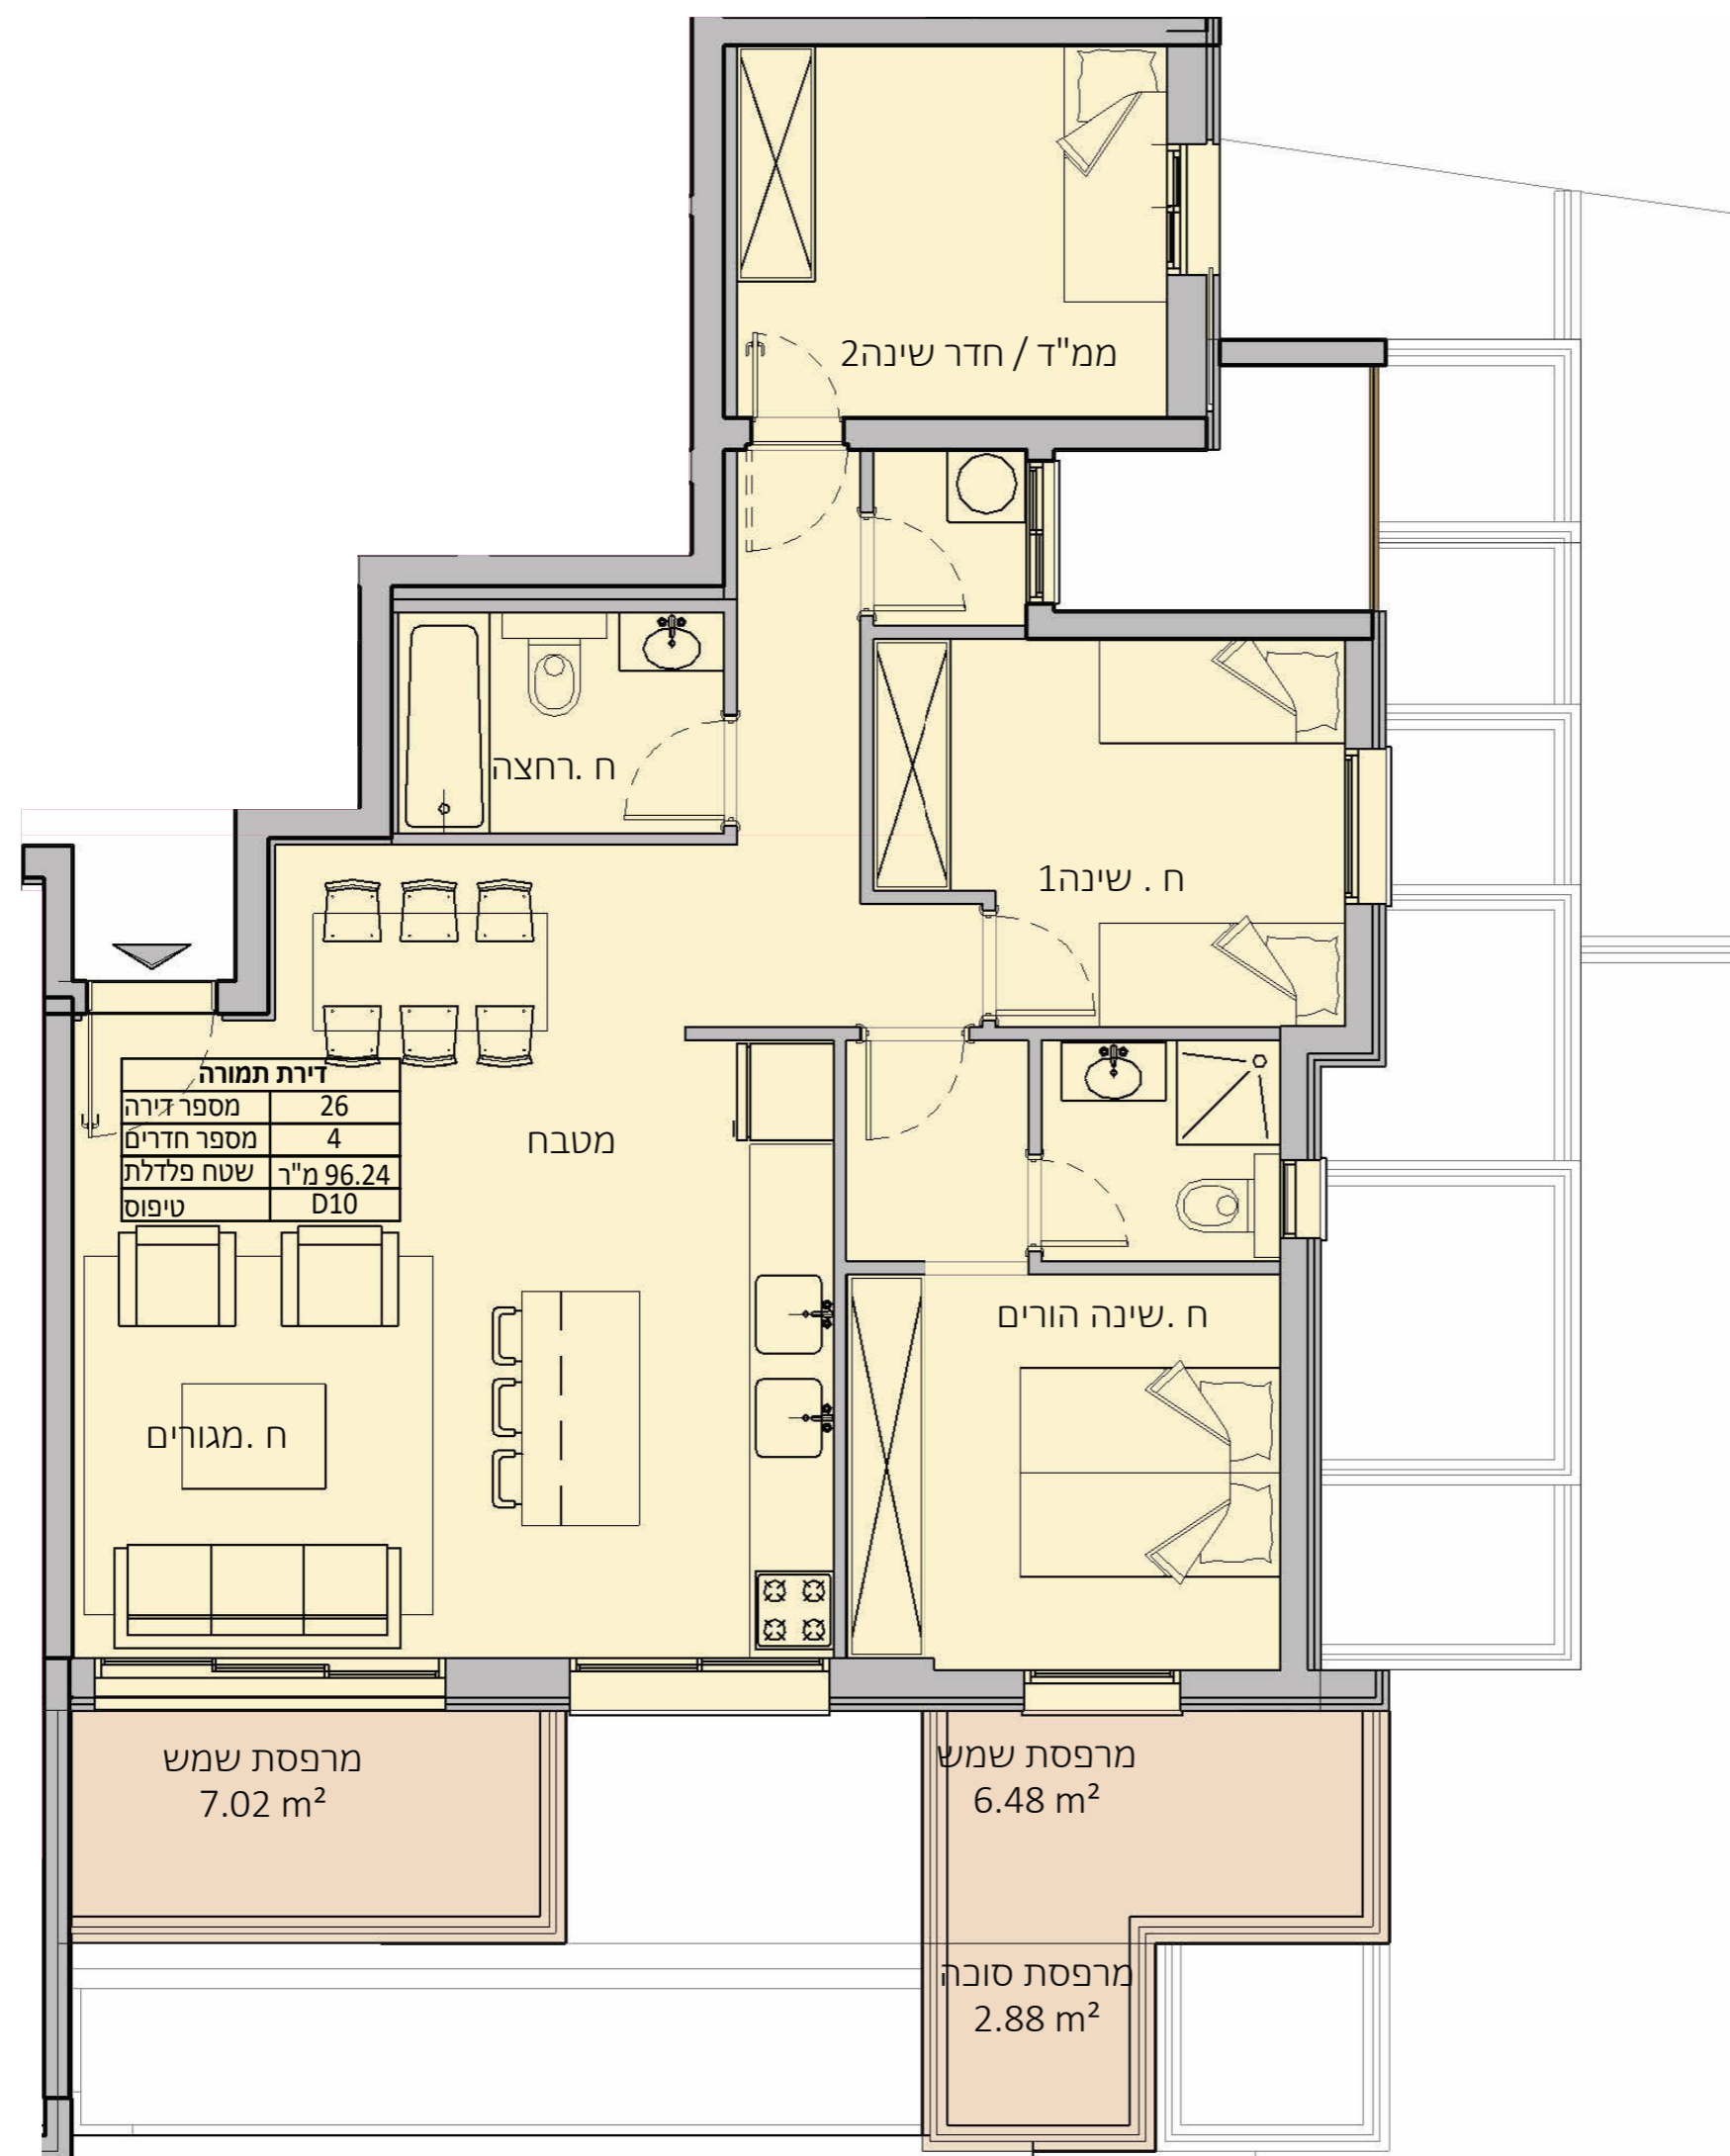 ממ"ד / חדר שינה2
ח .רחצה
ח . שינה1
דירת תמורה
מספר דירה 26
מספר חדרים 4
שטח פלדלת 96.24 מ"ר
טיפוס D10
מטבח
ח .שינה הורים
ח .מגורים
מרפסת שמש
7.02 m²
מרפסת שמש
6.48 m²
מרפסת סוכה
2.88 m²